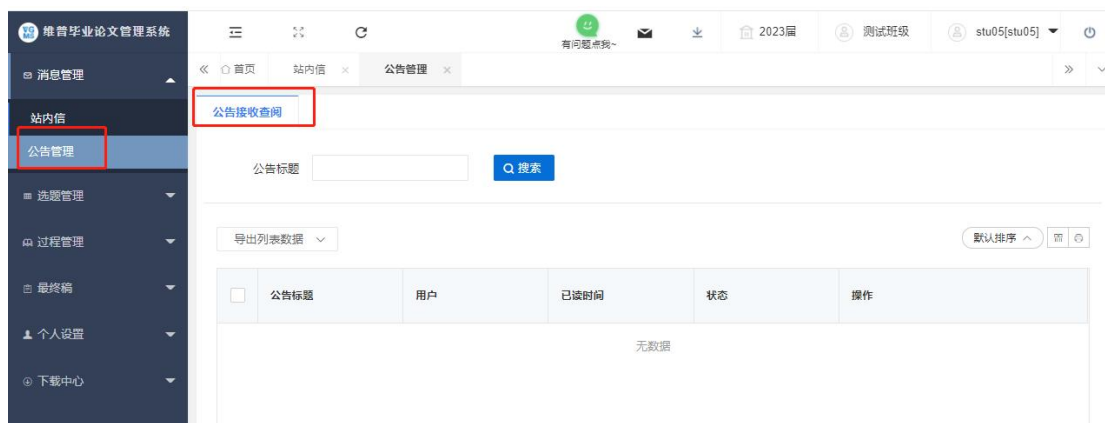 维普毕业论文管理系统
有问题点我~
2023届
测试班级
stu05[stu05]
消息管理
首页
站内信
公告管理
站内信
公告接收查阅
公告管理
公告标题
搜索
选题管理
过程管理
导出列表数据
默认排序
最终稿
公告标题
用户
已读时间
状态
操作
个人设置
无数据
下载中心